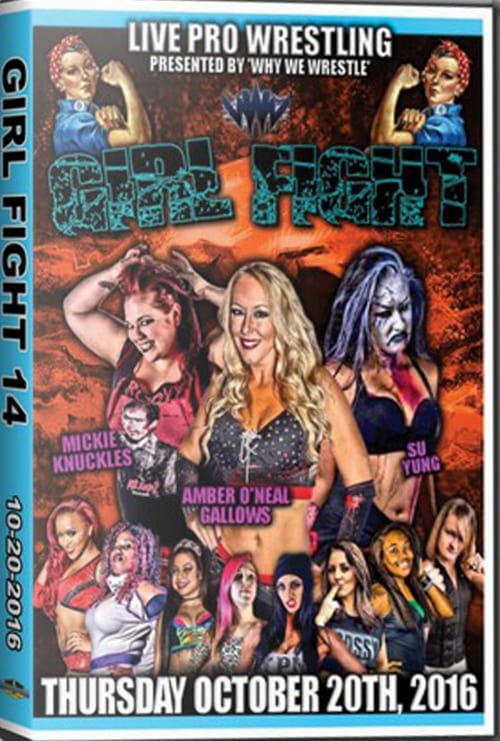 LIVE PRO WRESTLING
PRESENTED BY 'WHY WE WRESTLE'
GIRL FIGHT
MICKIE
KNUCKLES
SU
YUNG
AMBER O'NEAL
GALLOWS
THURSDAY OCTOBER 20TH, 2016
GIRL FIGHT 14
10-20-2016